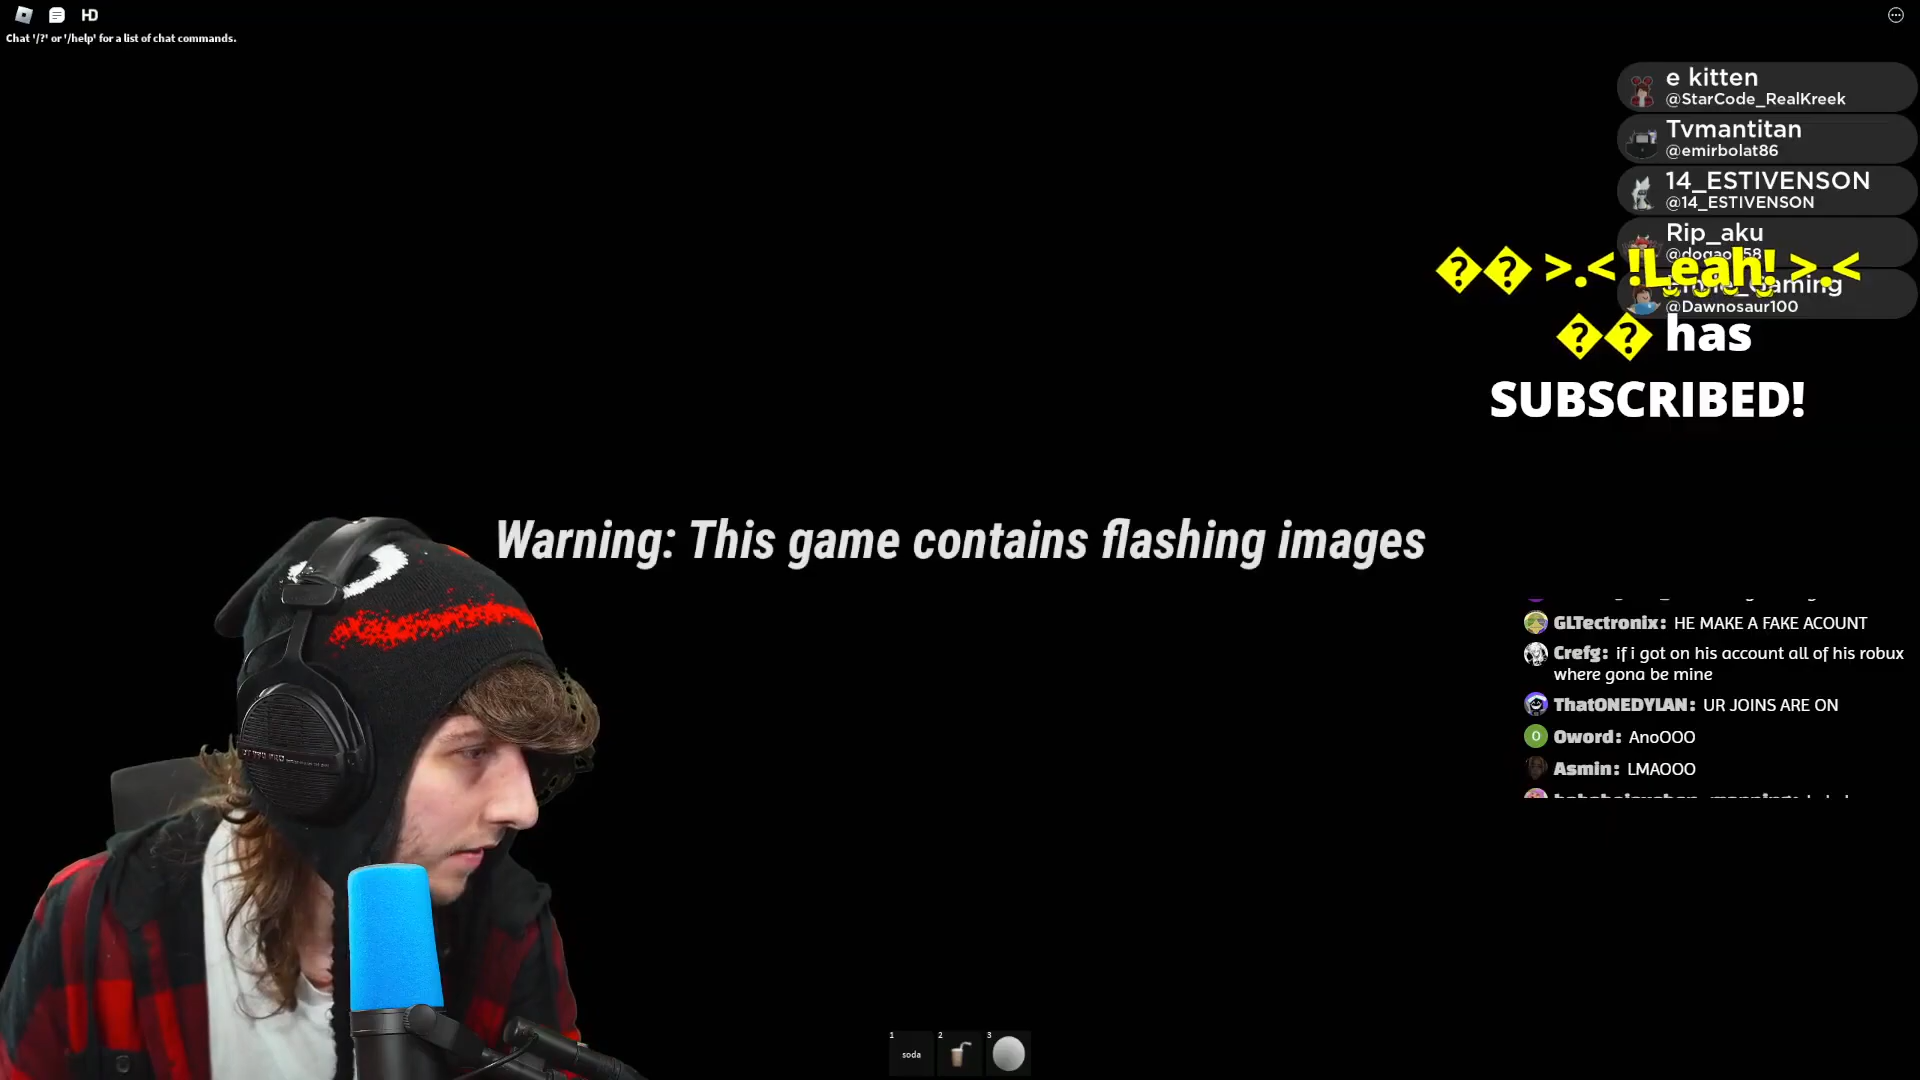 HD
Chat '/?' or '/help' for a list of chat commands.
e kitten
@StarCode_RealKreek
Tvmantitan
@emirbolat86
14_ESTIVENSON
@14_ESTIVENSON
Rip_aku
>.< !Leah! >.<
@Dawnosaur100
has
SUBSCRIBED!
Warning: This game contains flashing images
GLTectronix: HE MAKE A FAKE ACOUNT
Crefg: if i got on his account all of his robux
where gona be mine
ThatONEDYLAN: UR JOINS ARE ON
O Oword: AnoOOO
Asmin: LMAOOO
1
soda
2
3